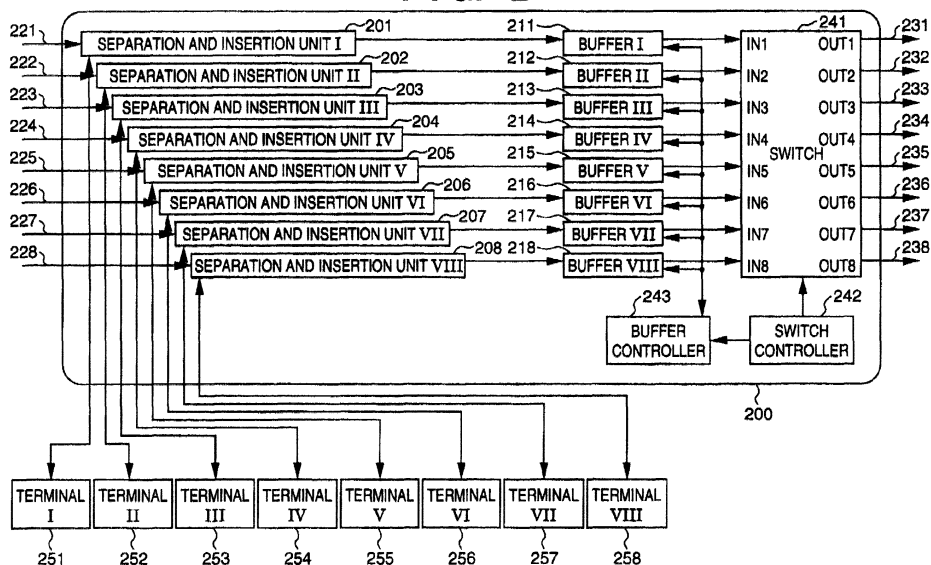 201 211 241 231
221 SEPARATION AND INSERTION UNIT I BUFFER I IN1 OUT1
202 212 232
222 SEPARATION AND INSERTION UNIT II BUFFER II IN2 OUT2
203 213 233
223 SEPARATION AND INSERTION UNIT III BUFFER III IN3 OUT3
204 214 234
224 SEPARATION AND INSERTION UNIT IV BUFFER IV IN4 OUT4
SWITCH
205 215 235
225 SEPARATION AND INSERTION UNIT V BUFFER V IN5 OUT5
206 216 236
226 SEPARATION AND INSERTION UNIT VI BUFFER VI IN6 OUT6
207 217 237
227 SEPARATION AND INSERTION UNIT VII BUFFER VII IN7 OUT7
208 218 238
228 SEPARATION AND INSERTION UNIT VIII BUFFER VIII IN8 OUT8
243 242
BUFFER CONTROLLER
SWITCH CONTROLLER
200
TERMINAL I
TERMINAL II
TERMINAL III
TERMINAL IV
TERMINAL V
TERMINAL VI
TERMINAL VII
TERMINAL VIII
251 252 253 254 255 256 257 258